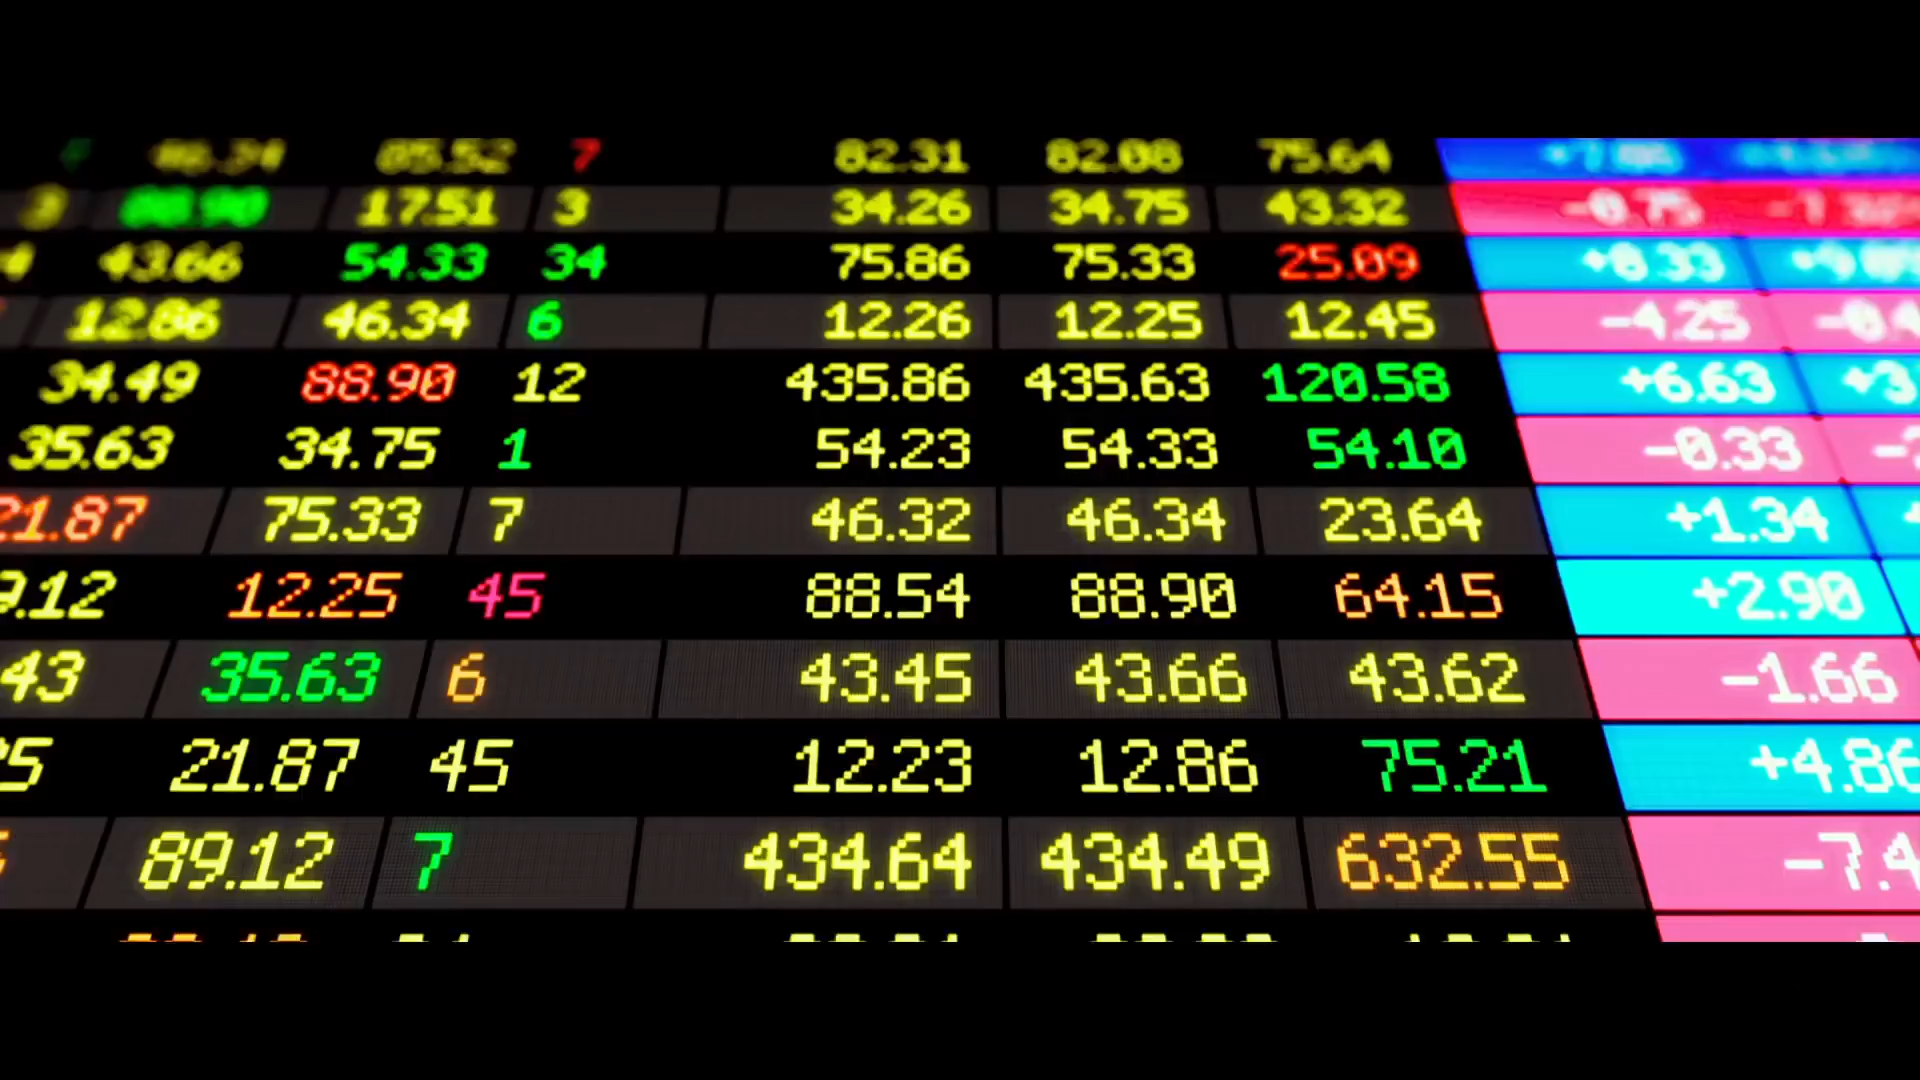 7 82.31 82.08 75.64
3 17.51 3 34.26 34.75 43.32 -0.75
43.66 54.33 34 75.86 75.33 25.09 +0.33
12.86 46.34 6 12.26 12.25 12.45 -4.25
34.49 88.90 12 435.86 435.63 120.58 +6.63
35.63 34.75 1 54.23 54.33 54.10 -0.33
21.87 75.33 7 46.32 46.34 23.64 +1.34
9.12 12.25 45 88.54 88.90 64.15 +2.90
43 35.63 6 43.45 43.66 43.62 -1.66
21.87 45 12.23 12.86 75.21 +4.86
89.12 7 434.64 434.49 632.55 -7.4